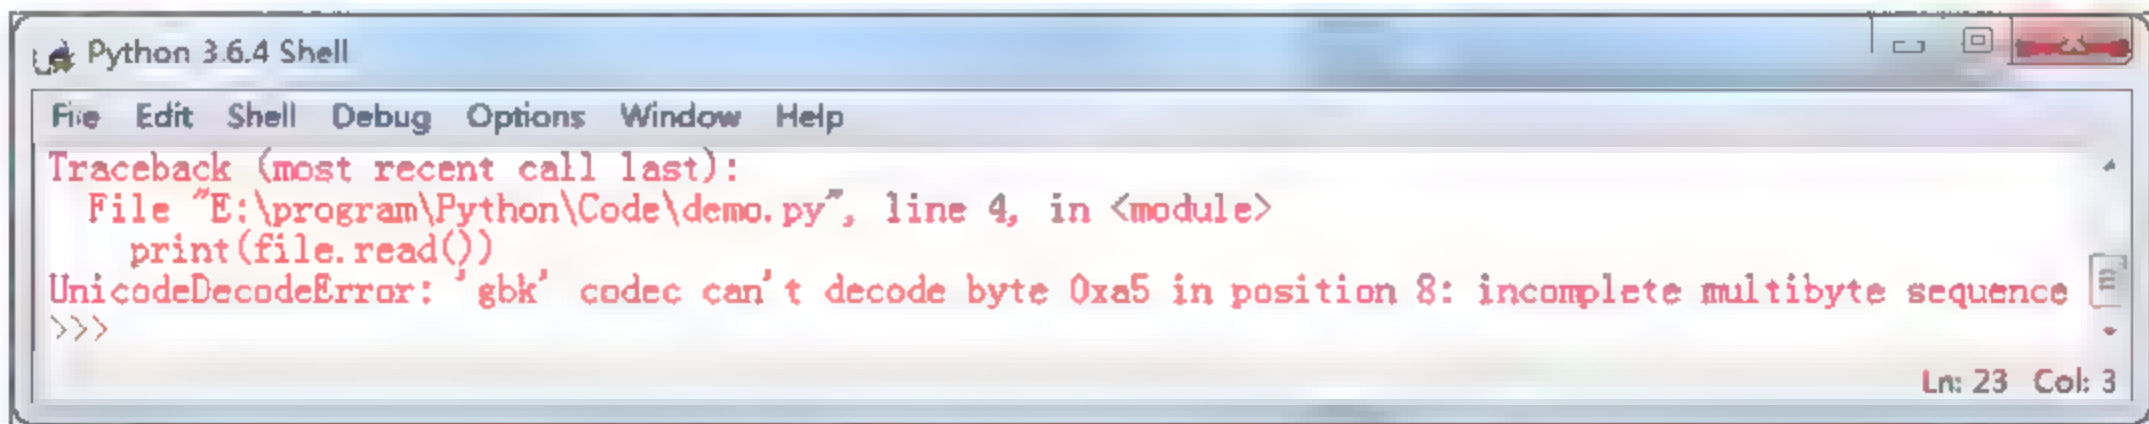 Python 3.6.4 Shell
File Edit Shell Debug Options Window Help
Traceback (most recent call last):
  File "E:\program\Python\Code\demo.py", line 4, in <module>
    print(file.read())
UnicodeDecodeError: 'gbk' codec can't decode byte 0xa5 in position 8: incomplete multibyte sequence
>>>
Ln: 23 Col: 3